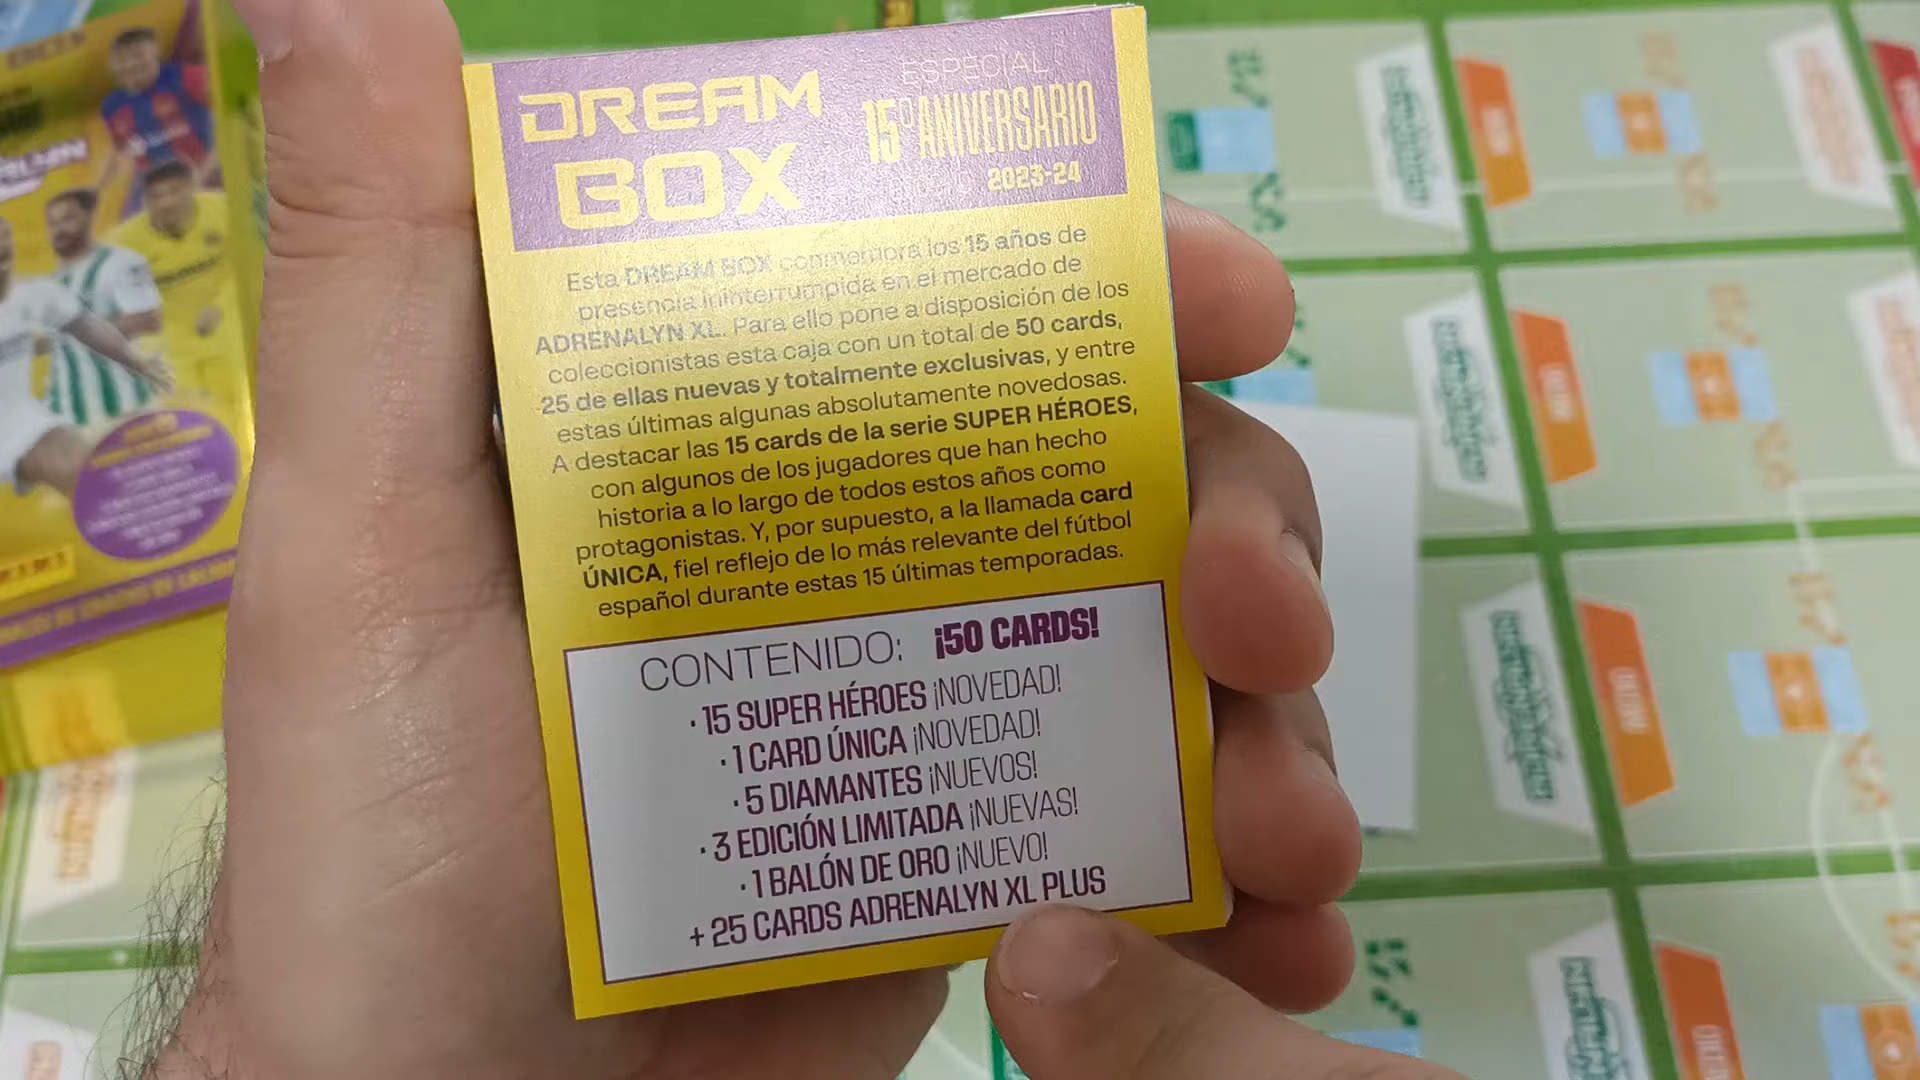 DREAM
BOX
ESPECIAL
15º ANIVERSARIO
2023-24
Esta DREAM BOX conmemora los 15 años de
presencia ininterrumpida en el mercado de
ADRENALYN XL. Para ello pone a disposición de los
coleccionistas esta caja con un total de 50 cards,
25 de ellas nuevas y totalmente exclusivas, y entre
estas últimas algunas absolutamente novedosas.
A destacar las 15 cards de la serie SUPER HÉROES,
con algunos de los jugadores que han hecho
historia a lo largo de todos estos años como
protagonistas. Y, por supuesto, a la llamada card
ÚNICA, fiel reflejo de lo más relevante del fútbol
español durante estas 15 últimas temporadas.
CONTENIDO: ¡50 CARDS!
· 15 SUPER HÉROES ¡NOVEDAD!
· 1 CARD ÚNICA ¡NOVEDAD!
· 5 DIAMANTES ¡NUEVOS!
· 3 EDICIÓN LIMITADA ¡NUEVAS!
· 1 BALÓN DE ORO ¡NUEVO!
+ 25 CARDS ADRENALYN XL PLUS